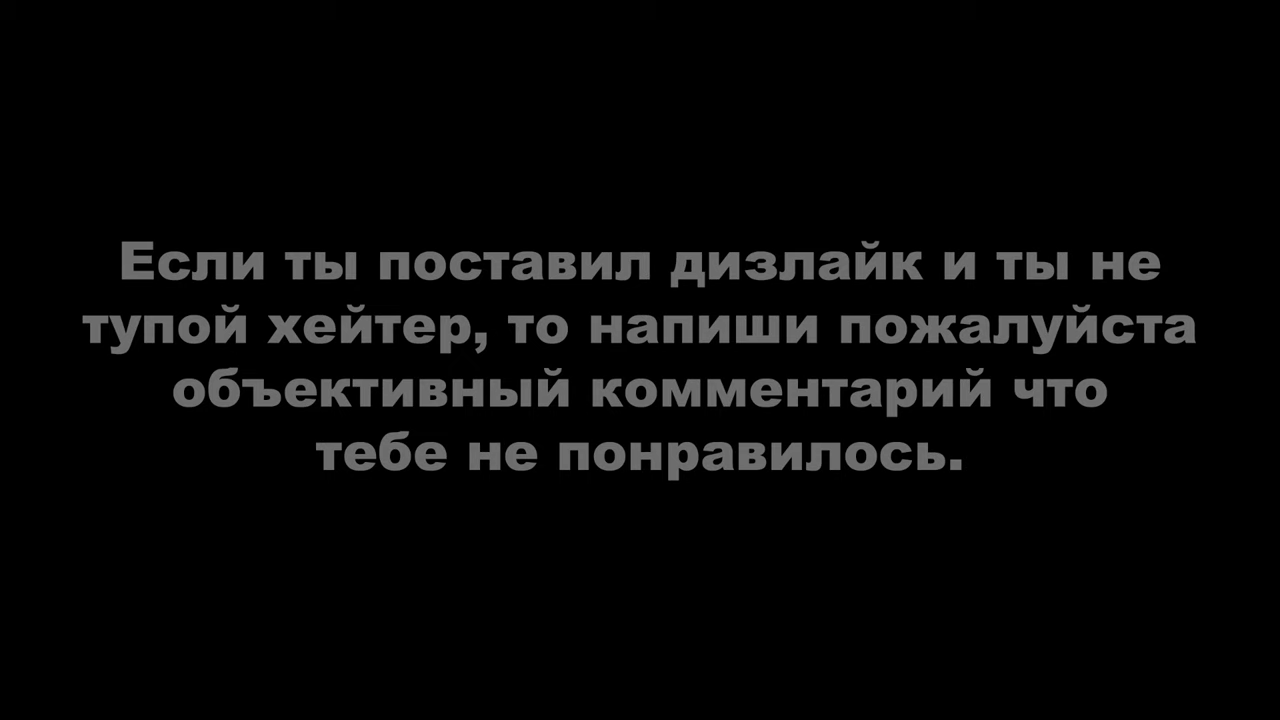 Если ты поставил дизлайк и ты не
тупой хейтер, то напиши пожалуйста
объективный комментарий что
тебе не понравилось.